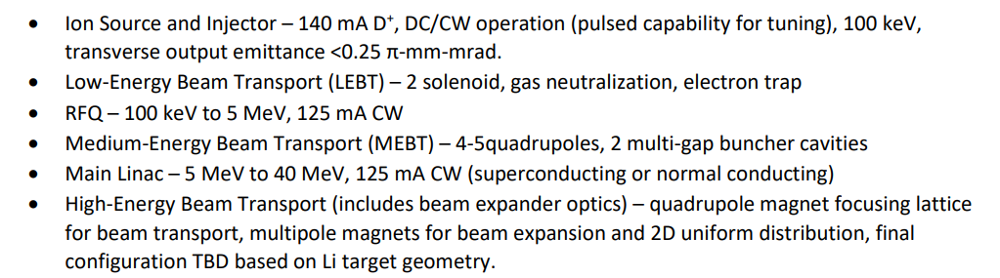 • Ion Source and Injector – 140 mA D⁺, DC/CW operation (pulsed capability for tuning), 100 keV,
transverse output emittance <0.25 π-mm-mrad.
• Low-Energy Beam Transport (LEBT) – 2 solenoid, gas neutralization, electron trap
• RFQ – 100 keV to 5 MeV, 125 mA CW
• Medium-Energy Beam Transport (MEBT) – 4-5quadrupoles, 2 multi-gap buncher cavities
• Main Linac – 5 MeV to 40 MeV, 125 mA CW (superconducting or normal conducting)
• High-Energy Beam Transport (includes beam expander optics) – quadrupole magnet focusing lattice
for beam transport, multipole magnets for beam expansion and 2D uniform distribution, final
configuration TBD based on Li target geometry.